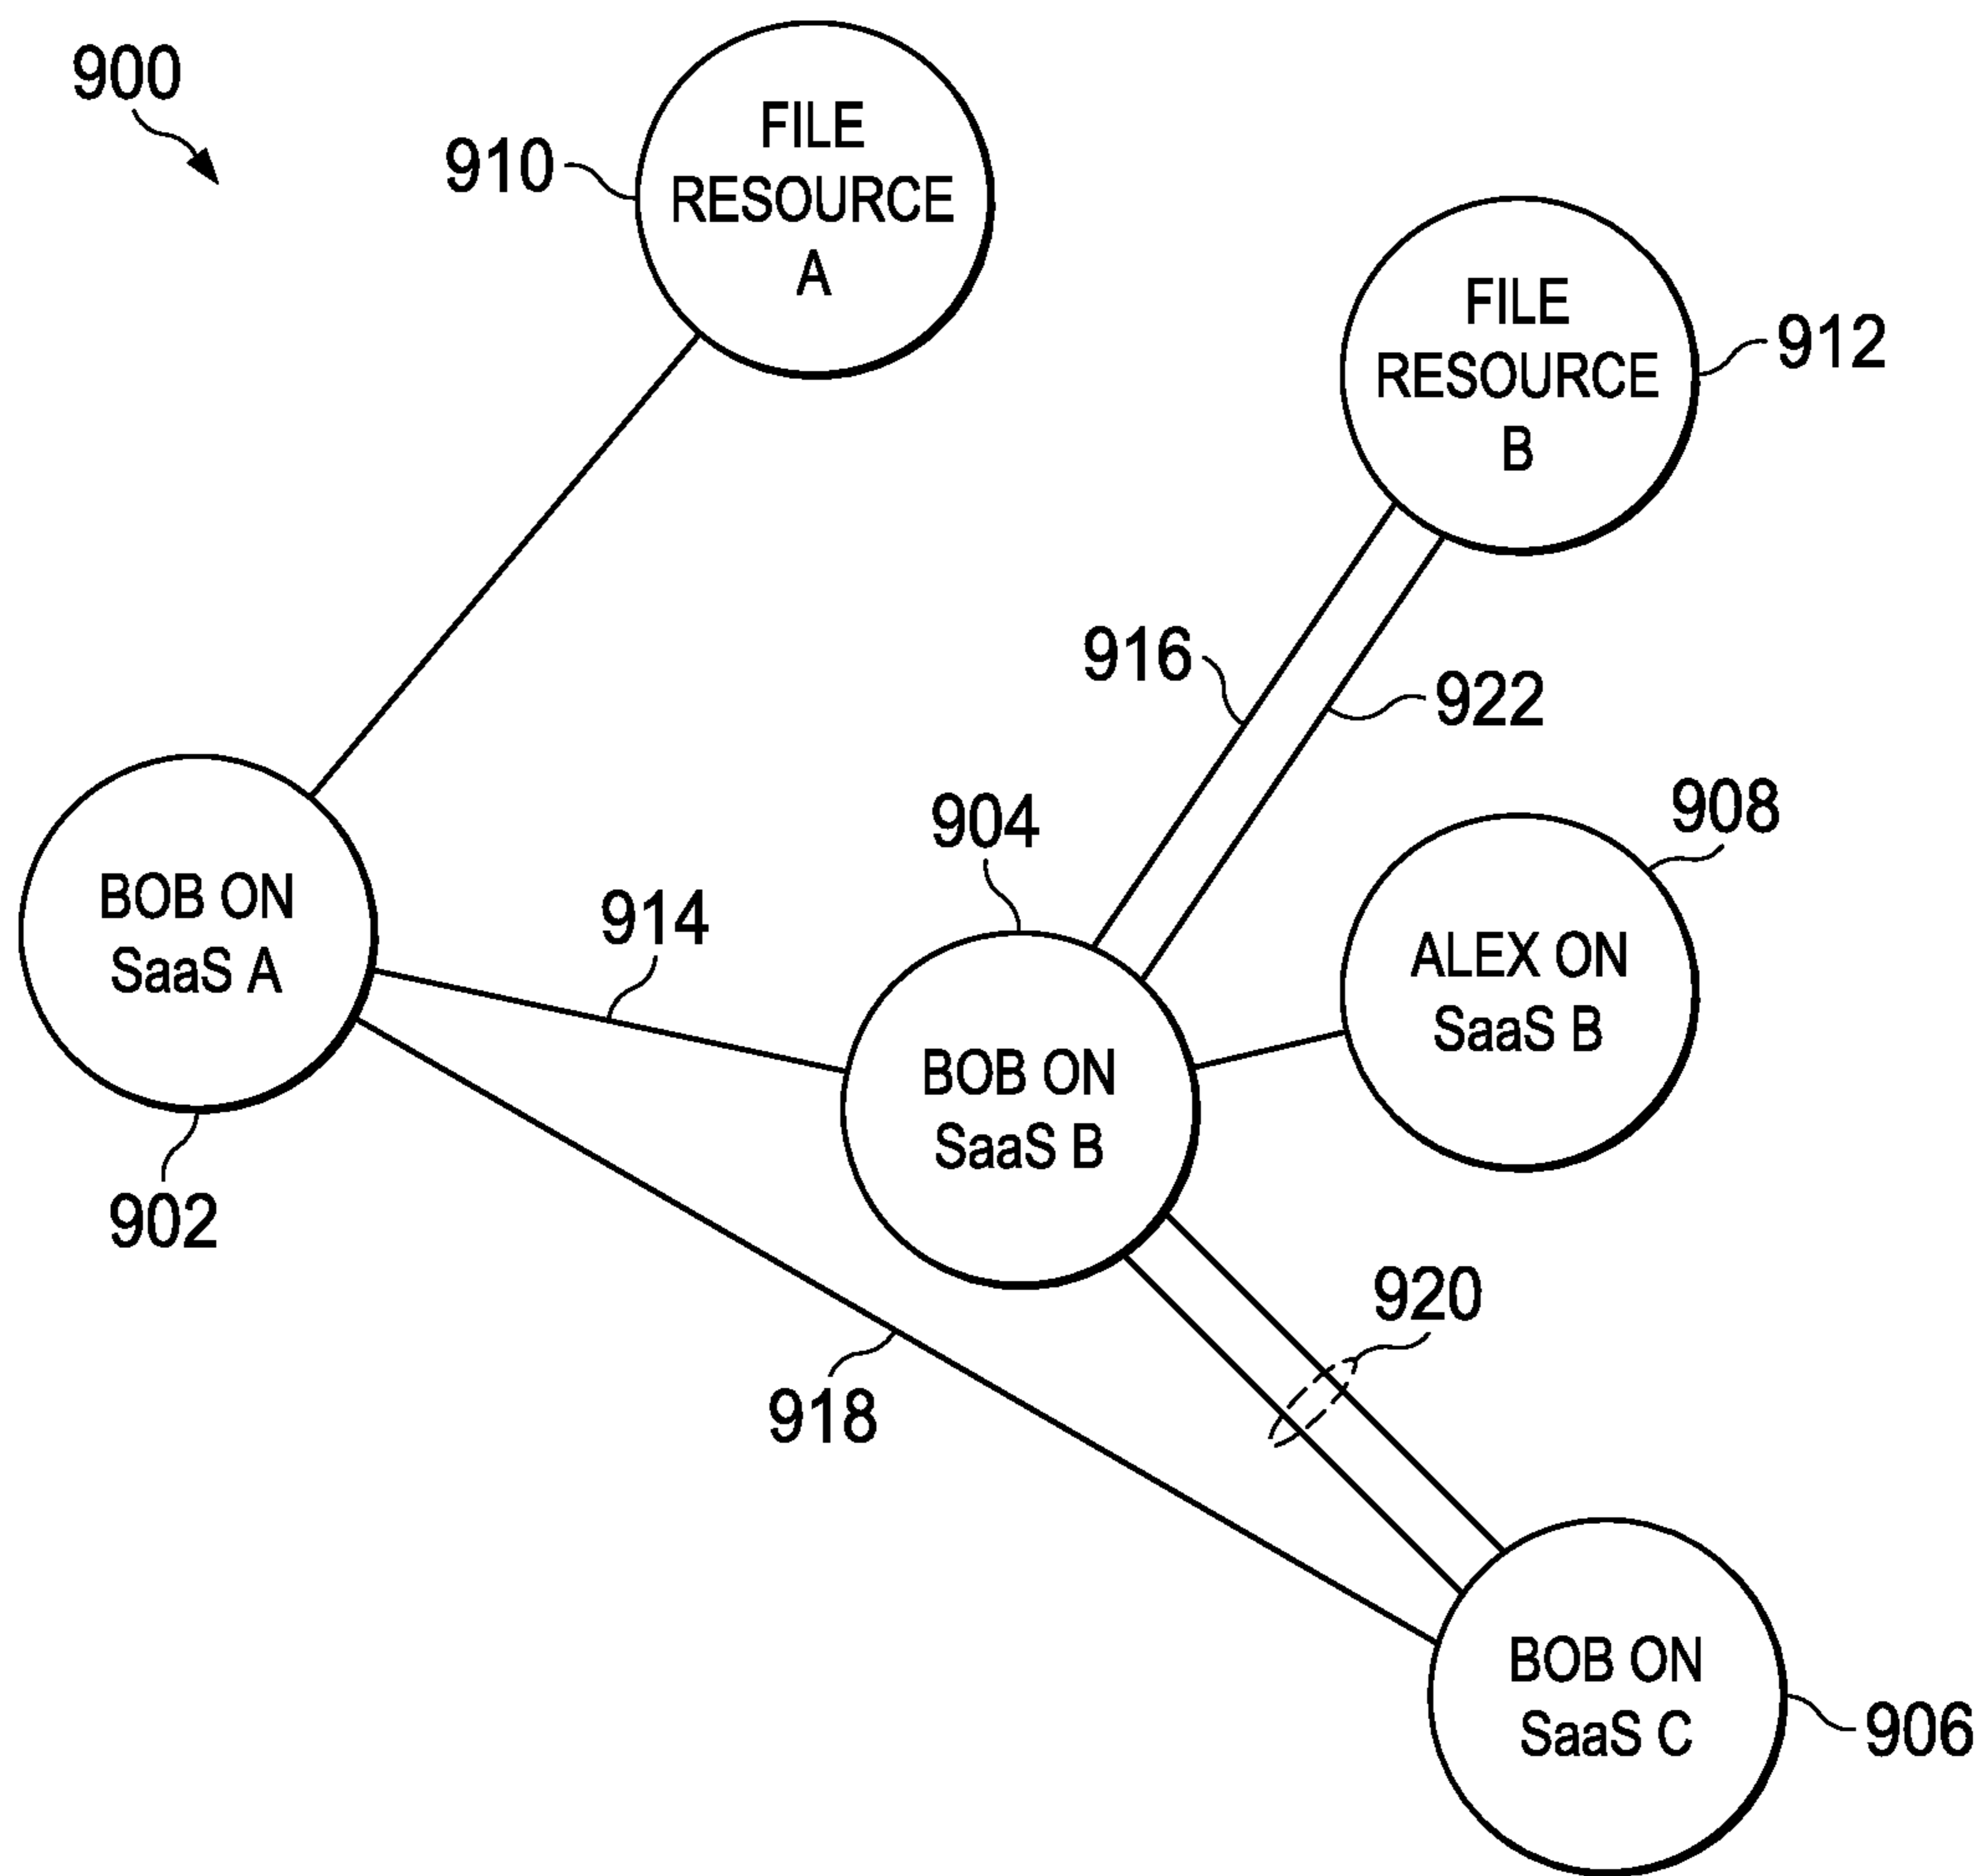 900
910
FILE
RESOURCE
A
FILE
RESOURCE
B
912
916
922
908
904
914
BOB ON
SaaS A
ALEX ON
SaaS B
BOB ON
SaaS B
902
920
918
BOB ON
SaaS C
906